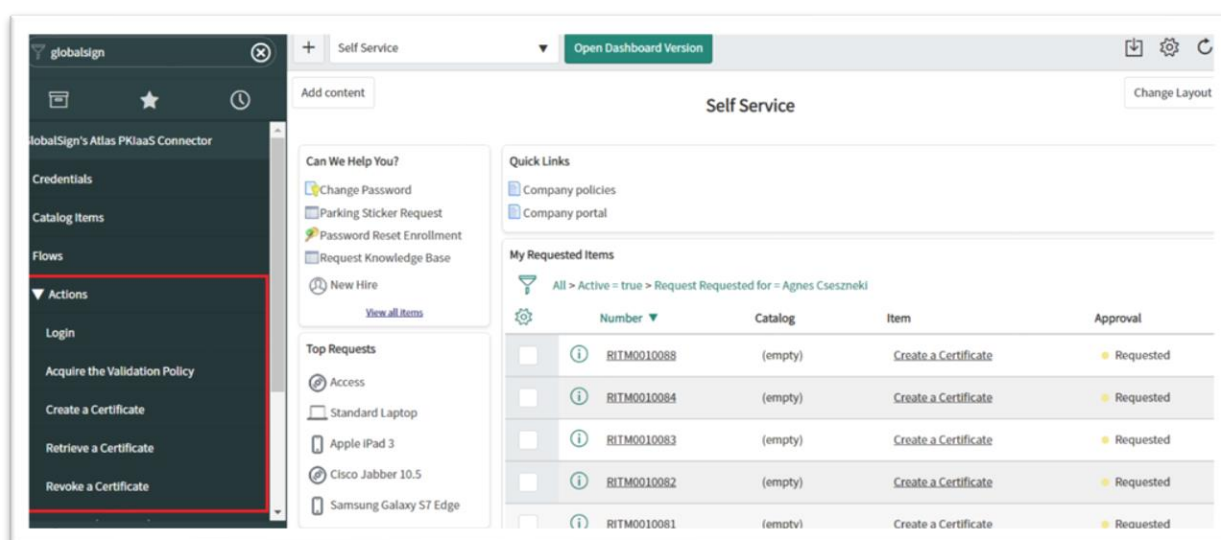 globalsign
lobalSign's Atlas PKIaaS Connector
Credentials
Catalog Items
Flows
Actions
Login
Acquire the Validation Policy
Create a Certificate
Retrieve a Certificate
Revoke a Certificate
Self Service
Open Dashboard Version
Add content
Self Service
Change Layout
Can We Help You?
Change Password
Parking Sticker Request
Password Reset Enrollment
Request Knowledge Base
New Hire
View all items
Top Requests
Access
Standard Laptop
Apple iPad 3
Cisco Jabber 10.5
Samsung Galaxy S7 Edge
Quick Links
Company policies
Company portal
My Requested Items
All > Active = true > Request Requested for = Agnes Cseszneki
Number ▼ Catalog Item Approval
RITM0010088 (empty) Create a Certificate Requested
RITM0010084 (empty) Create a Certificate Requested
RITM0010083 (empty) Create a Certificate Requested
RITM0010082 (empty) Create a Certificate Requested
RITM0010081 (empty) Create a Certificate Requested